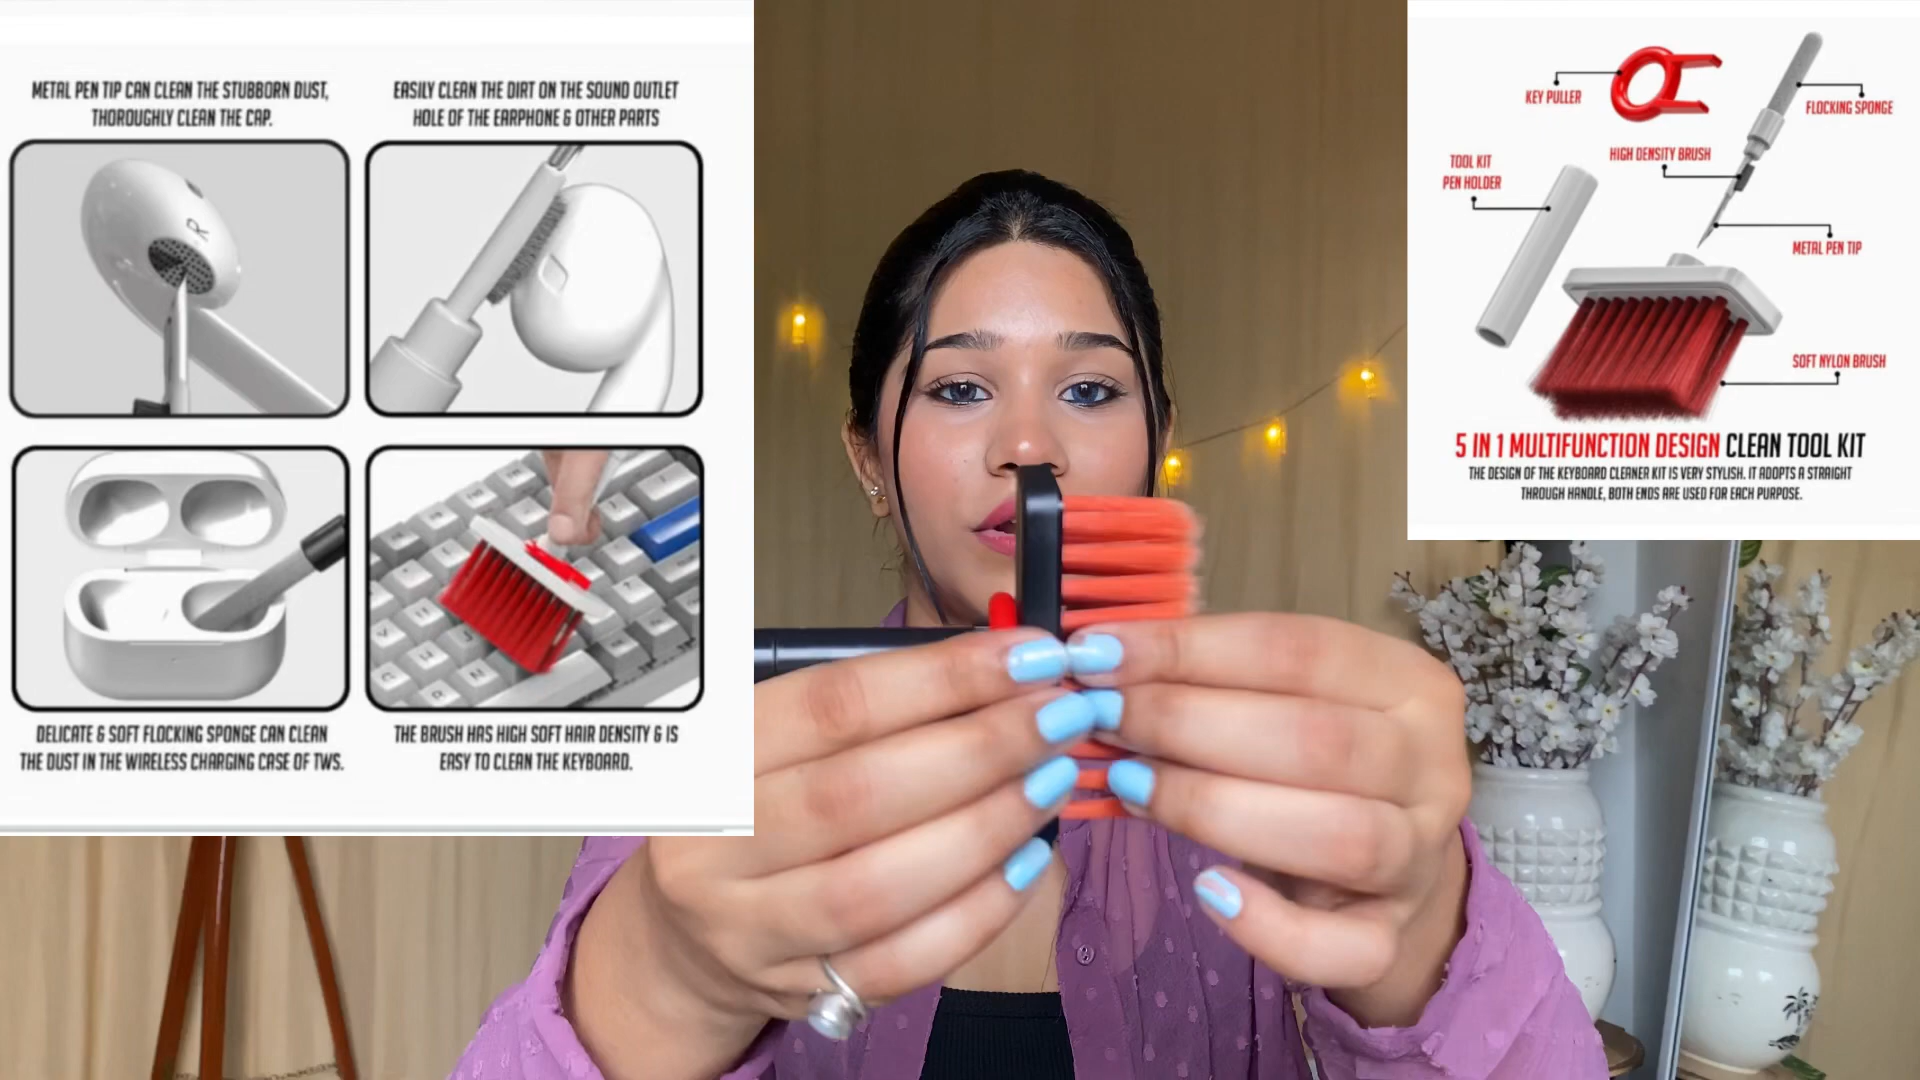 METAL PEN TIP CAN CLEAN THE STUBBORN DUST,
THOROUGHLY CLEAN THE CAP.
EASILY CLEAN THE DIRT ON THE SOUND OUTLET
HOLE OF THE EARPHONE & OTHER PARTS
R
DELICATE & SOFT FLOCKING SPONGE CAN CLEAN
THE DUST IN THE WIRELESS CHARGING CASE OF TWS.
THE BRUSH HAS HIGH SOFT HAIR DENSITY & IS
EASY TO CLEAN THE KEYBOARD.
KEY PULLER
FLOCKING SPONGE
HIGH DENSITY BRUSH
TOOL KIT
PEN HOLDER
METAL PEN TIP
SOFT NYLON BRUSH
5 IN 1 MULTIFUNCTION DESIGN CLEAN TOOL KIT
THE DESIGN OF THE KEYBOARD CLEANER KIT IS VERY STYLISH. IT ADOPTS A STRAIGHT
THROUGH HANDLE, BOTH ENDS ARE USED FOR EACH PURPOSE.